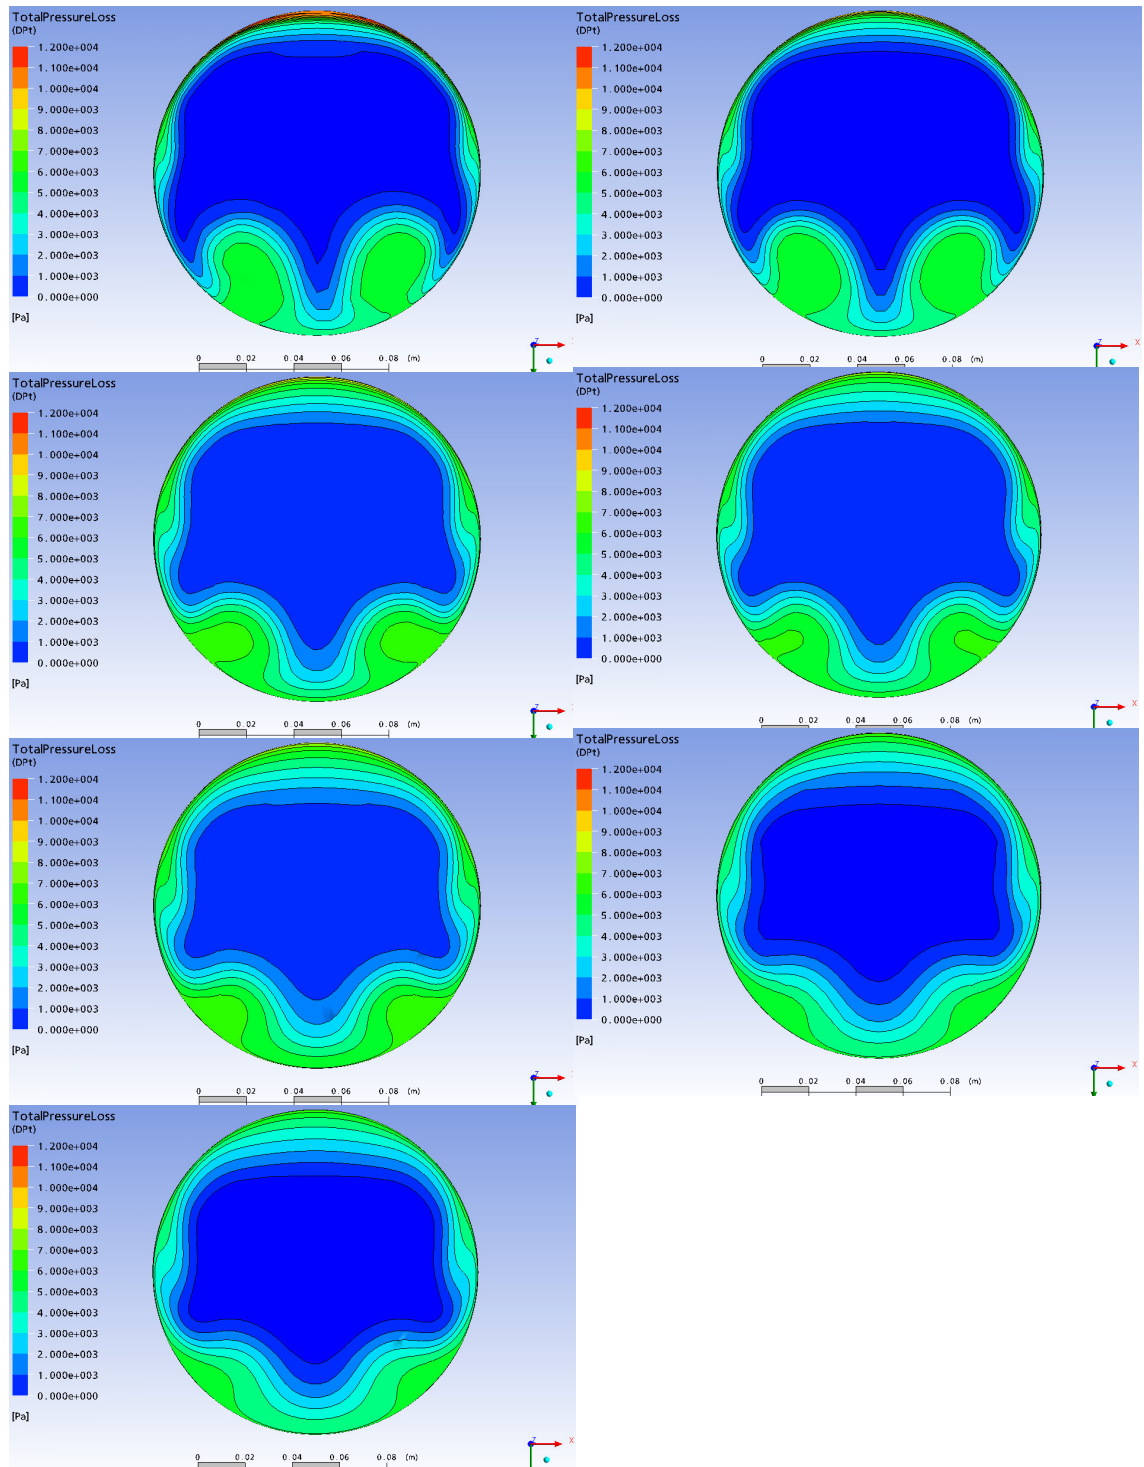 TotalPressureLoss
(DPt)
1.200e+004
1.100e+004
1.000e+004
9.000e+003
8.000e+003
7.000e+003
6.000e+003
5.000e+003
4.000e+003
3.000e+003
2.000e+003
1.000e+003
0.000e+000
[Pa]
0 0.02 0.04 0.06 0.08 (m)
Z
TotalPressureLoss
(DPt)
1.200e+004
1.100e+004
1.000e+004
9.000e+003
8.000e+003
7.000e+003
6.000e+003
5.000e+003
4.000e+003
3.000e+003
2.000e+003
1.000e+003
0.000e+000
[Pa]
0 0.02 0.04 0.06 0.08 (m)
Z X
TotalPressureLoss
(DPt)
1.200e+004
1.100e+004
1.000e+004
9.000e+003
8.000e+003
7.000e+003
6.000e+003
5.000e+003
4.000e+003
3.000e+003
2.000e+003
1.000e+003
0.000e+000
[Pa]
0 0.02 0.04 0.06 0.08 (m)
Z
TotalPressureLoss
(DPt)
1.200e+004
1.100e+004
1.000e+004
9.000e+003
8.000e+003
7.000e+003
6.000e+003
5.000e+003
4.000e+003
3.000e+003
2.000e+003
1.000e+003
0.000e+000
[Pa]
0 0.02 0.04 0.06 0.08 (m)
Z X
TotalPressureLoss
(DPt)
1.200e+004
1.100e+004
1.000e+004
9.000e+003
8.000e+003
7.000e+003
6.000e+003
5.000e+003
4.000e+003
3.000e+003
2.000e+003
1.000e+003
0.000e+000
[Pa]
0 0.02 0.04 0.06 0.08 (m)
Z
TotalPressureLoss
(DPt)
1.200e+004
1.100e+004
1.000e+004
9.000e+003
8.000e+003
7.000e+003
6.000e+003
5.000e+003
4.000e+003
3.000e+003
2.000e+003
1.000e+003
0.000e+000
[Pa]
0 0.02 0.04 0.06 0.08 (m)
Z X
TotalPressureLoss
(DPt)
1.200e+004
1.100e+004
1.000e+004
9.000e+003
8.000e+003
7.000e+003
6.000e+003
5.000e+003
4.000e+003
3.000e+003
2.000e+003
1.000e+003
0.000e+000
[Pa]
0 0.02 0.04 0.06 0.08 (m)
Z X